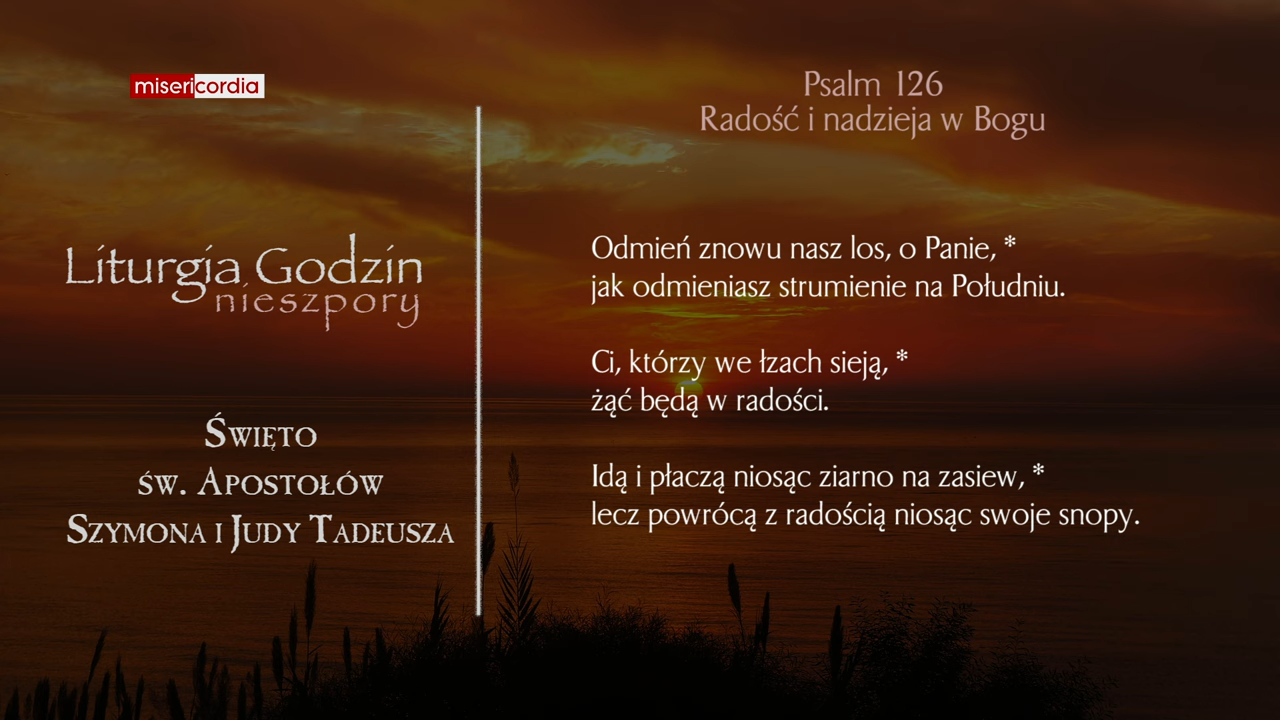 misericordia
Liturgia Godzin
nieszpory
Święto
św. Apostołów
Szymona i Judy Tadeusza
Psalm 126
Radość i nadzieja w Bogu
Odmień znowu nasz los, o Panie, *
jak odmieniasz strumienie na Południu.
Ci, którzy we łzach sieją, *
żąć będą w radości.
Idą i płaczą niosąc ziarno na zasiew, *
lecz powrócą z radością niosąc swoje snopy.